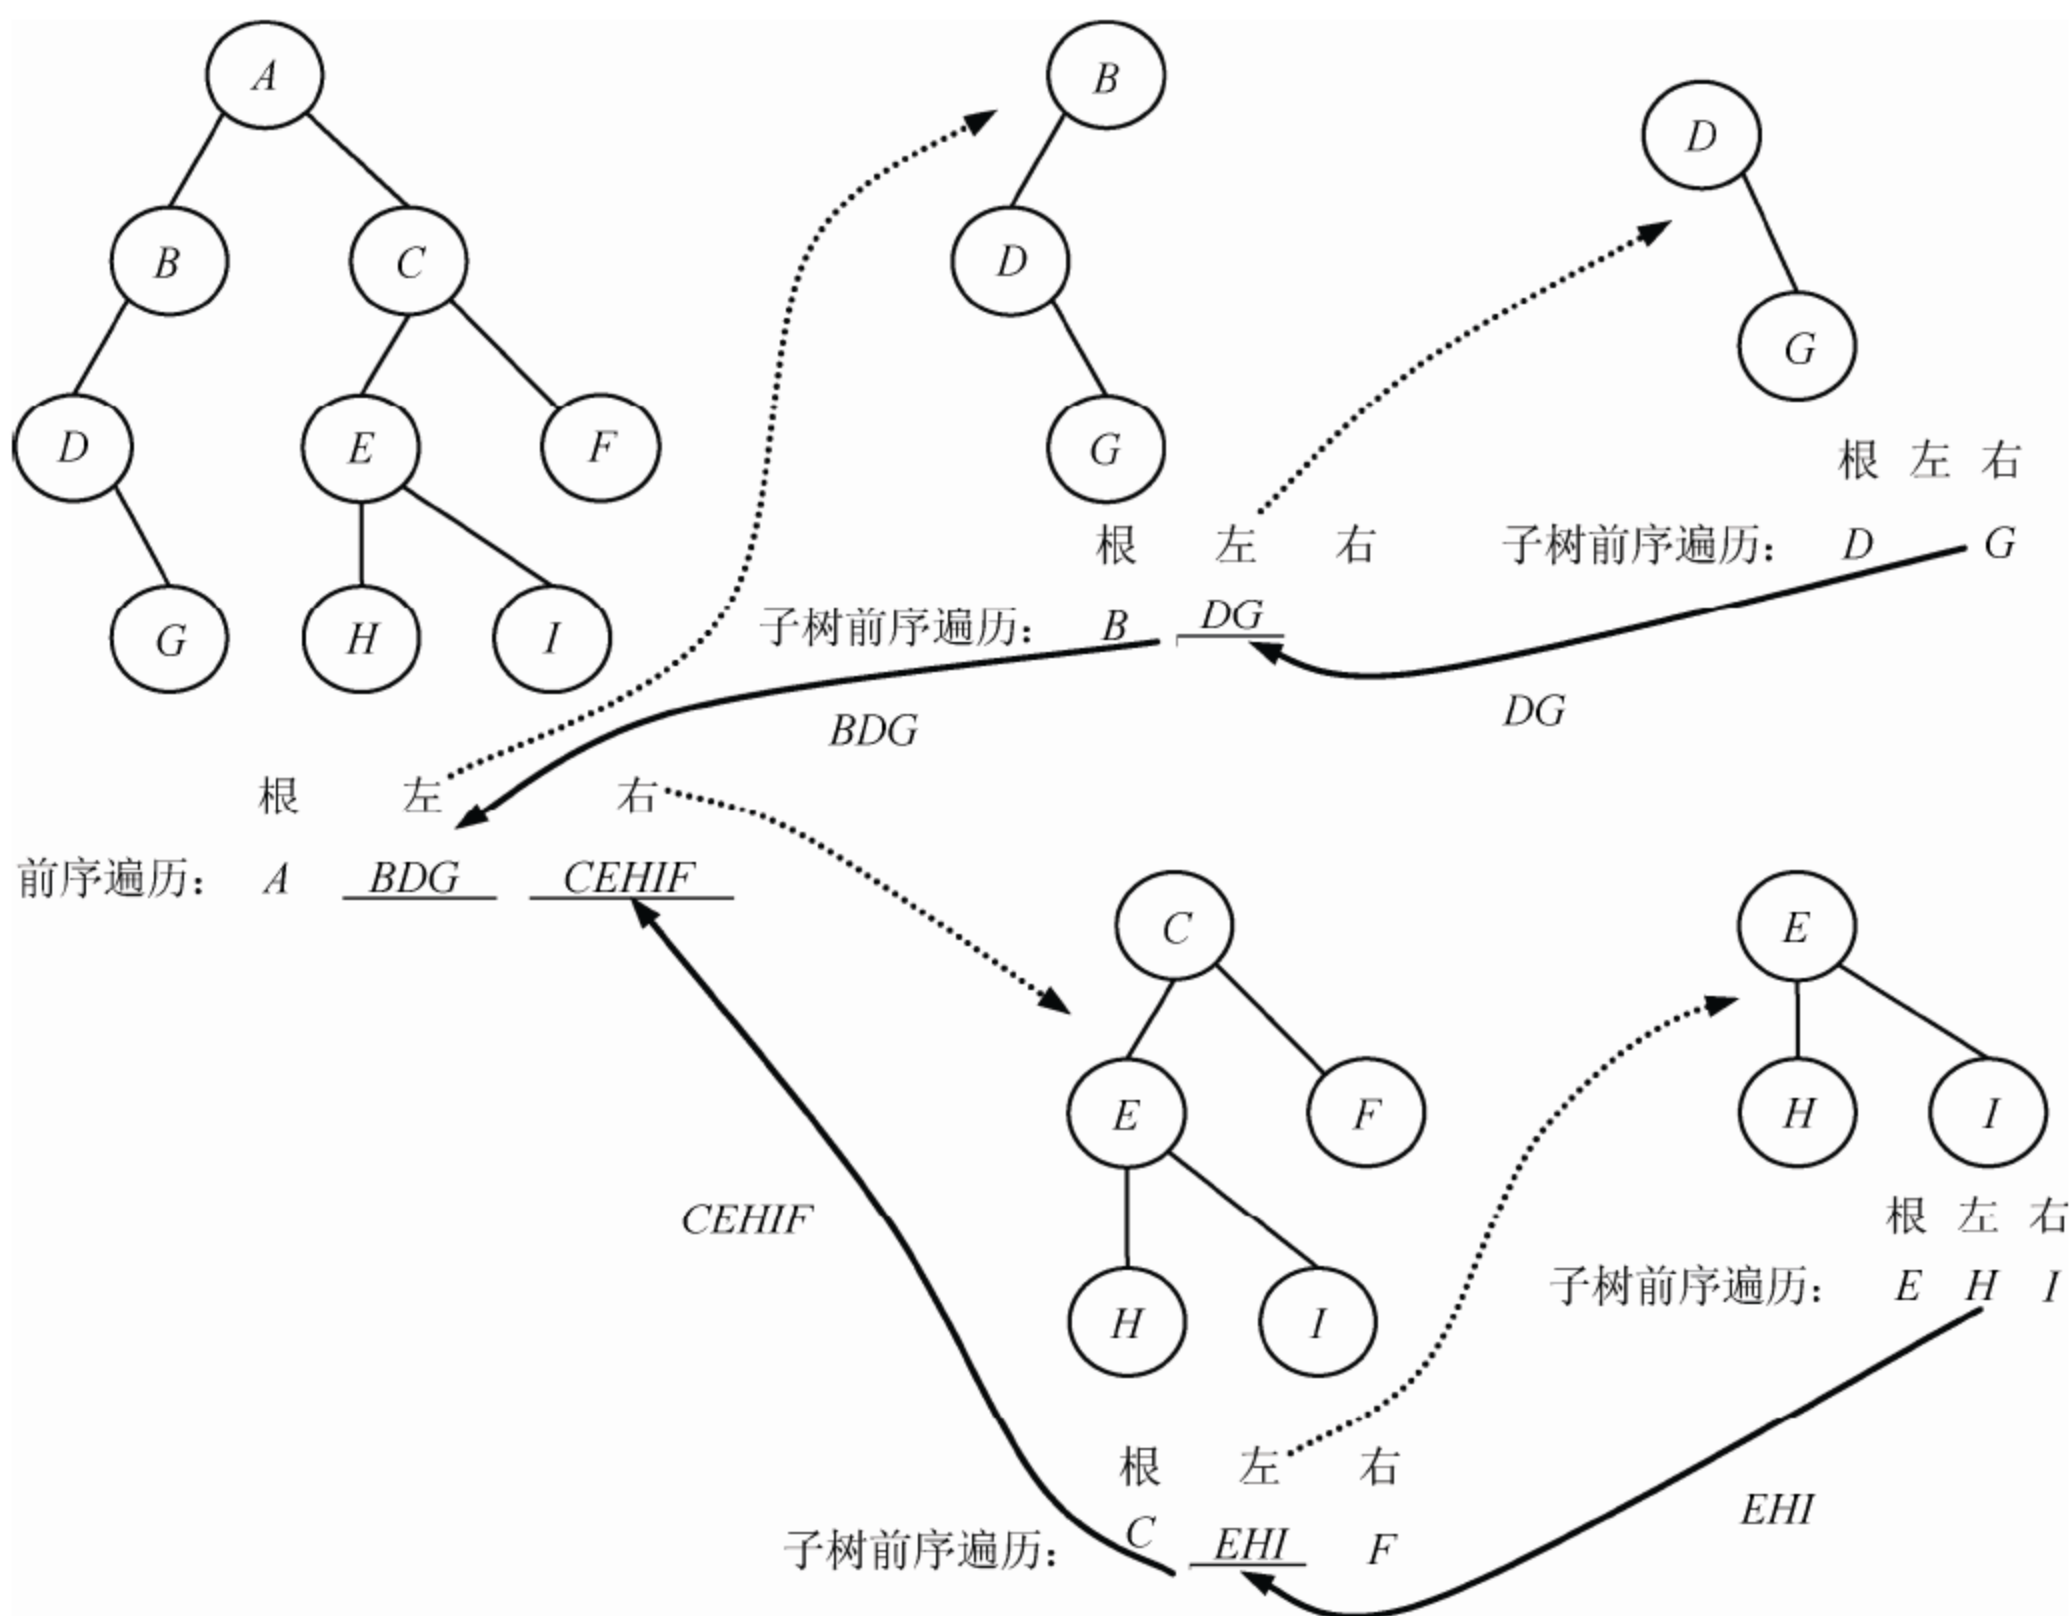 A
B
C
D
E
F
G
H
I
根 左 右
前序遍历： A BDG CEHIF
B
D
G
根 左 右
子树前序遍历： B DG
BDG
D
G
根 左 右
子树前序遍历： D G
DG
C
E
F
H
I
根 左 右
子树前序遍历： C EHI F
CEHIF
E
H
I
根 左 右
子树前序遍历： E H I
EHI